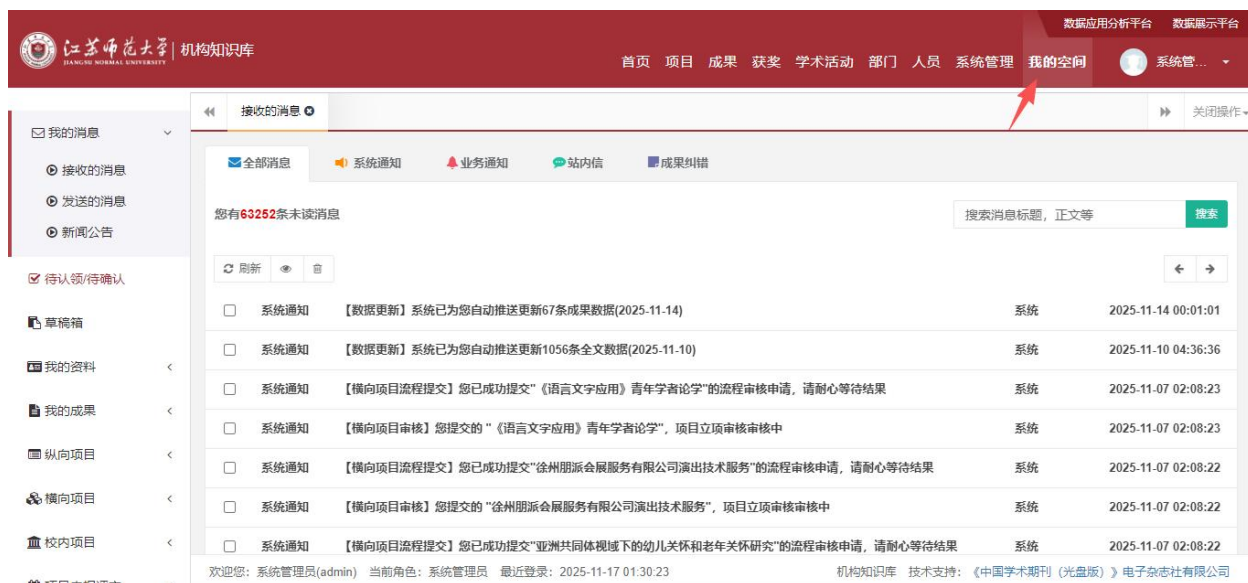 数据应用分析平台 数据展示平台
江苏师范大学 机构知识库
JIANGSU NORMAL UNIVERSITY
首页 项目 成果 获奖 学术活动 部门 人员 系统管理 我的空间 系统管...
接收的消息 关闭操作
我的消息
接收的消息
发送的消息
新闻公告
待认领/待确认
草稿箱
我的资料
我的成果
纵向项目
横向项目
校内项目
全部消息 系统通知 业务通知 站内信 成果纠错
您有63252条未读消息 搜索消息标题，正文等 搜索
刷新
系统通知 【数据更新】系统已为您自动推送更新67条成果数据(2025-11-14) 系统 2025-11-14 00:01:01
系统通知 【数据更新】系统已为您自动推送更新1056条全文数据(2025-11-10) 系统 2025-11-10 04:36:36
系统通知 【横向项目流程提交】您已成功提交"《语言文字应用》青年学者论学"的流程审核申请，请耐心等待结果 系统 2025-11-07 02:08:23
系统通知 【横向项目审核】您提交的 "《语言文字应用》青年学者论学"，项目立项审核审核中 系统 2025-11-07 02:08:23
系统通知 【横向项目流程提交】您已成功提交"徐州朋派会展服务有限公司演出技术服务"的流程审核申请，请耐心等待结果 系统 2025-11-07 02:08:22
系统通知 【横向项目审核】您提交的 "徐州朋派会展服务有限公司演出技术服务"，项目立项审核审核中 系统 2025-11-07 02:08:22
系统通知 【横向项目流程提交】您已成功提交"亚洲共同体视域下的幼儿关怀和老年关怀研究"的流程审核申请，请耐心等待结果 系统 2025-11-07 02:08:22
欢迎您：系统管理员(admin) 当前角色：系统管理员 最近登录：2025-11-17 01:30:23 机构知识库 技术支持：《中国学术期刊（光盘版）》电子杂志社有限公司